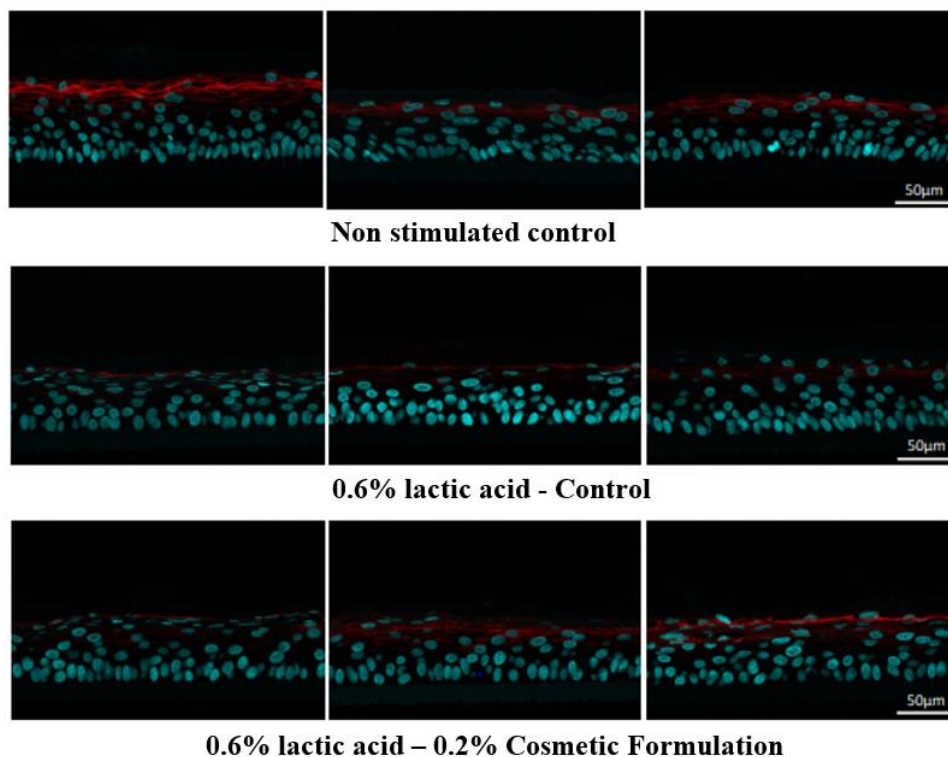 50µm
Non stimulated control
50µm
0.6% lactic acid - Control
50µm
0.6% lactic acid – 0.2% Cosmetic Formulation